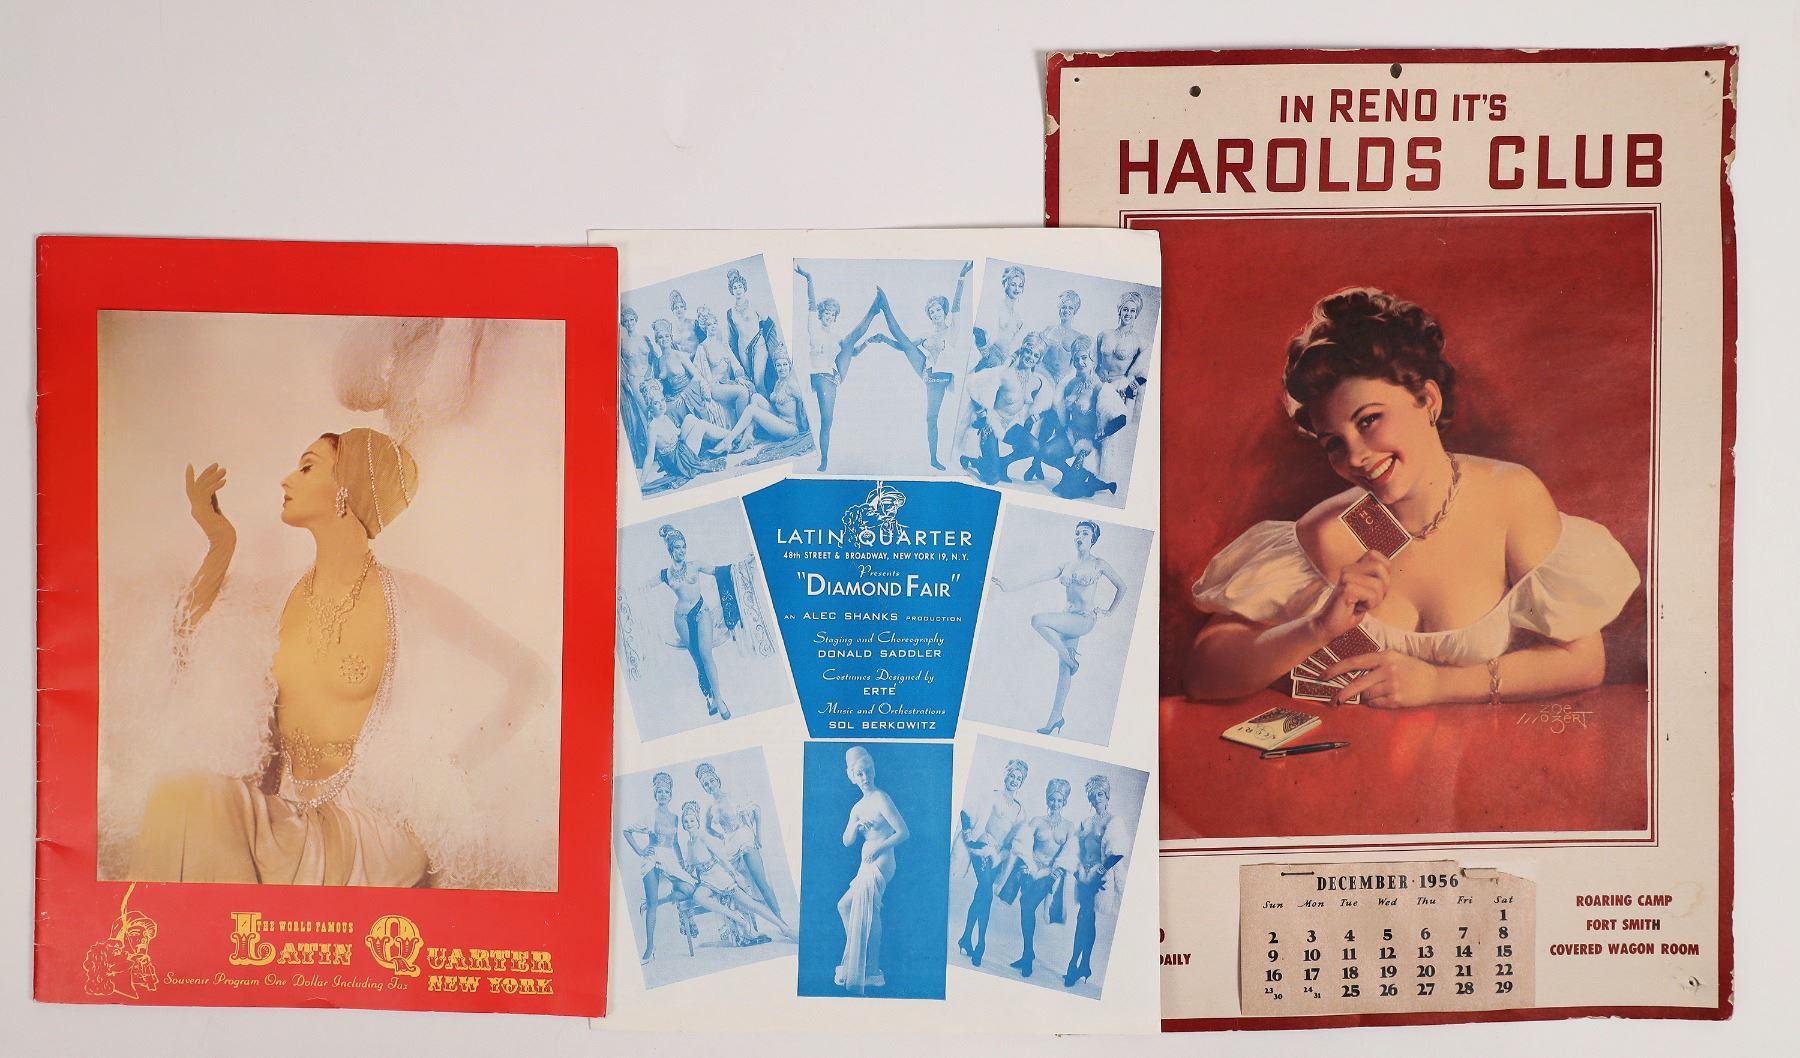 THE WORLD FAMOUS
LATIN QUARTER
NEW YORK
Souvenir Program One Dollar Including Tax
LATIN QUARTER
48th STREET & BROADWAY, NEW YORK 19, N.Y.
Presents
"DIAMOND FAIR"
AN ALEC SHANKS PRODUCTION
Staging and Choreography
DONALD SADDLER
Costumes Designed by
ERTÉ
Music and Orchestrations
SOL BERKOWITZ
IN RENO IT'S
HAROLDS CLUB
HC
Zoë
Mozert
DECEMBER · 1956
Sun Mon Tue Wed Thu Fri Sat
1
2 3 4 5 6 7 8
9 10 11 12 13 14 15
16 17 18 19 20 21 22
23/30 24/31 25 26 27 28 29
DAILY
ROARING CAMP
FORT SMITH
COVERED WAGON ROOM